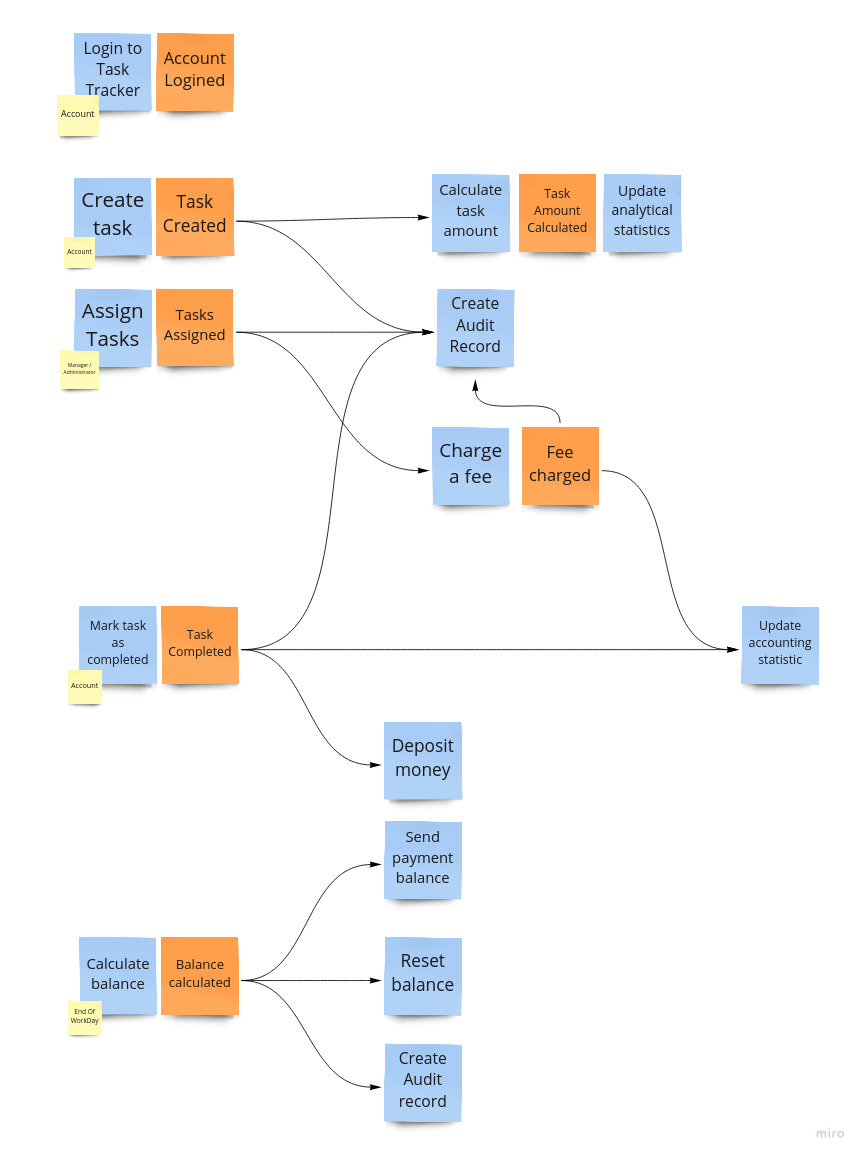 Login to
Task
Tracker
Account
Logined
Account
Create
task
Task
Created
Account
Calculate
task
amount
Task
Amount
Calculated
Update
analytical
statistics
Assign
Tasks
Tasks
Assigned
Manager /
Administrator
Create
Audit
Record
Charge
a fee
Fee
charged
Mark task
as
completed
Task
Completed
Account
Update
accounting
statistic
Deposit
money
Send
payment
balance
Calculate
balance
Balance
calculated
End Of
WorkDay
Reset
balance
Create
Audit
record
miro